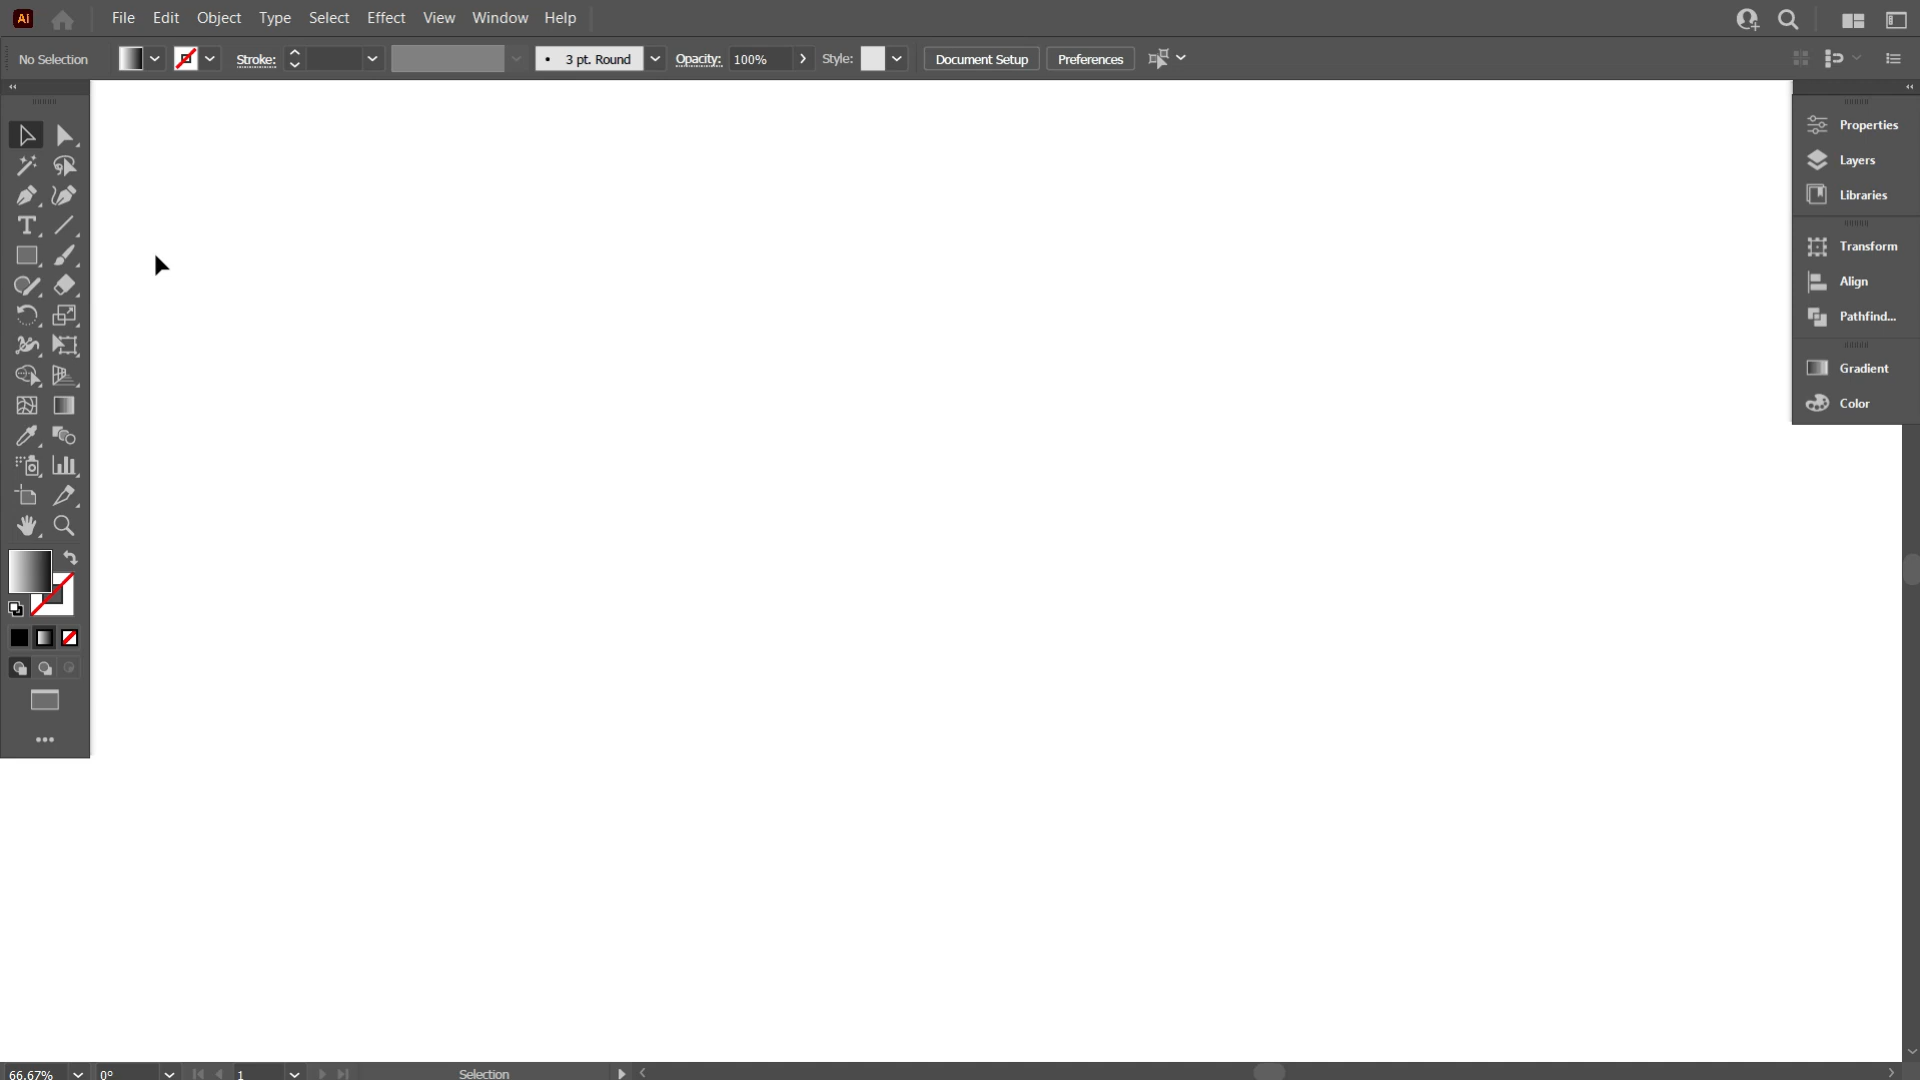 Ai
File Edit Object Type Select Effect View Window Help
No Selection
Stroke:
3 pt. Round
Opacity: 100%
Style:
Document Setup
Preferences
Properties
Layers
Libraries
Transform
Align
Pathfind...
Gradient
Color
66.67%
0°
1
Selection